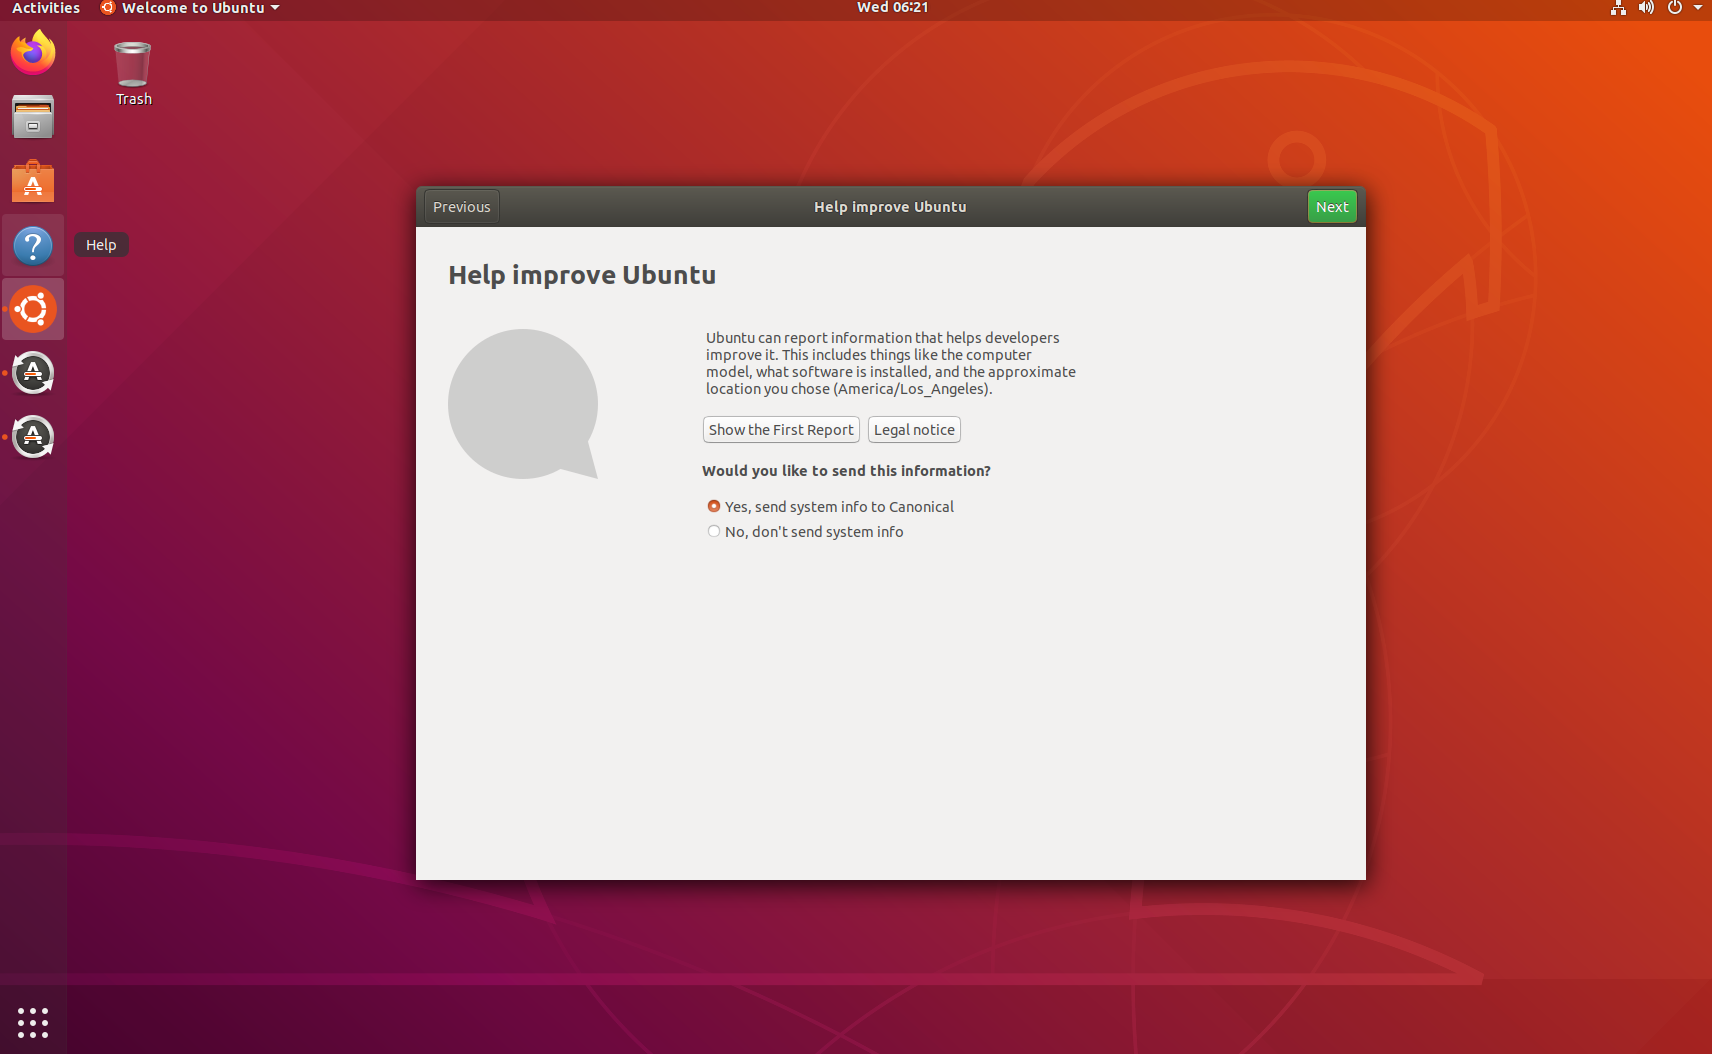 Activities
Welcome to Ubuntu
Wed 06:21
Trash
Help
Previous
Help improve Ubuntu
Next
Help improve Ubuntu
Ubuntu can report information that helps developers
improve it. This includes things like the computer
model, what software is installed, and the approximate
location you chose (America/Los_Angeles).
Show the First Report
Legal notice
Would you like to send this information?
Yes, send system info to Canonical
No, don't send system info